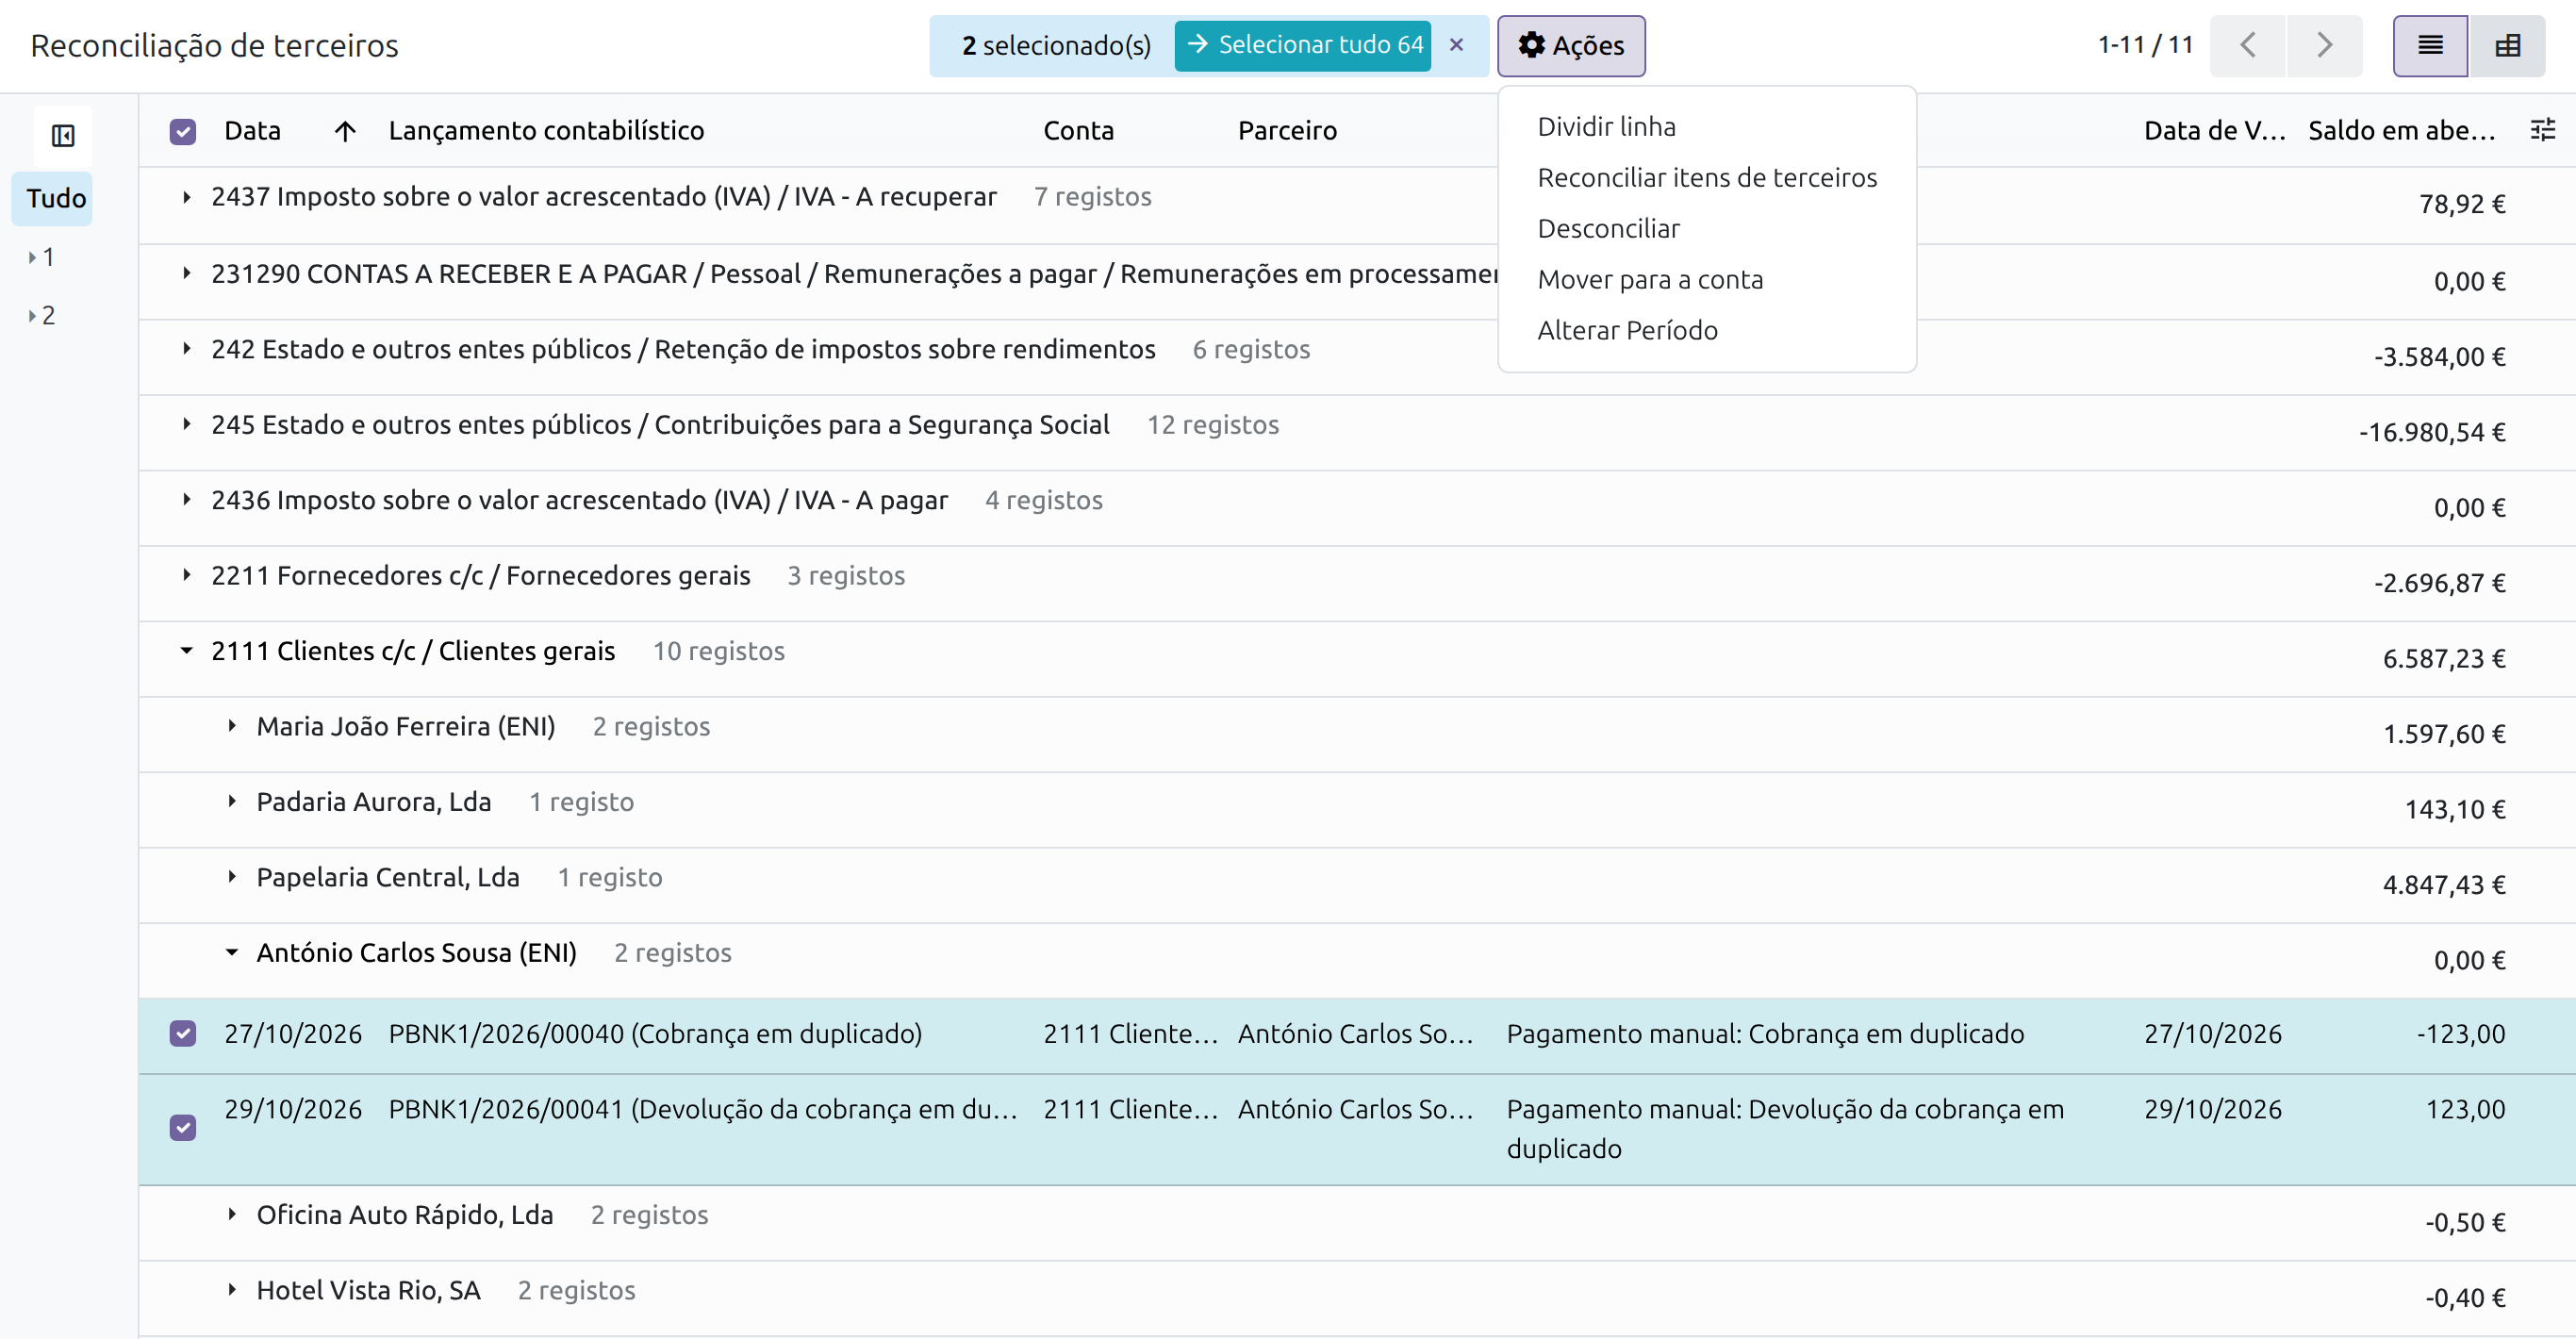 Reconciliação de terceiros
2 selecionado(s) → Selecionar tudo 64 × Ações
1-11 / 11
Data ↑ Lançamento contabilístico Conta Parceiro Data de V... Saldo em abe...
Dividir linha
Reconciliar itens de terceiros
Desconciliar
Mover para a conta
Alterar Período
Tudo
1
2
2437 Imposto sobre o valor acrescentado (IVA) / IVA - A recuperar 7 registos 78,92 €
231290 CONTAS A RECEBER E A PAGAR / Pessoal / Remunerações a pagar / Remunerações em 0,00 €
242 Estado e outros entes públicos / Retenção de impostos sobre rendimentos 6 registos -3.584,00 €
245 Estado e outros entes públicos / Contribuições para a Segurança Social 12 registos -16.980,54 €
2436 Imposto sobre o valor acrescentado (IVA) / IVA - A pagar 4 registos 0,00 €
2211 Fornecedores c/c / Fornecedores gerais 3 registos -2.696,87 €
2111 Clientes c/c / Clientes gerais 10 registos 6.587,23 €
Maria João Ferreira (ENI) 2 registos 1.597,60 €
Padaria Aurora, Lda 1 registo 143,10 €
Papelaria Central, Lda 1 registo 4.847,43 €
António Carlos Sousa (ENI) 2 registos 0,00 €
27/10/2026 PBNK1/2026/00040 (Cobrança em duplicado) 2111 Cliente... António Carlos So... Pagamento manual: Cobrança em duplicado 27/10/2026 -123,00
29/10/2026 PBNK1/2026/00041 (Devolução da cobrança em du... 2111 Cliente... António Carlos So... Pagamento manual: Devolução da cobrança em 29/10/2026 123,00
duplicado
Oficina Auto Rápido, Lda 2 registos -0,50 €
Hotel Vista Rio, SA 2 registos -0,40 €